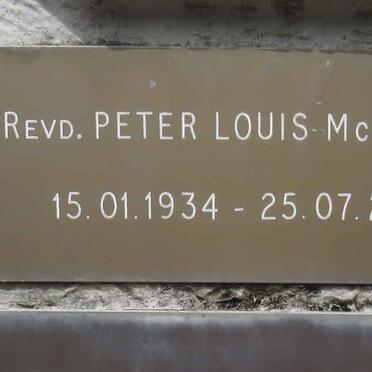 REVD. PETER LOUIS Mc
15.01.1934 - 25.07.